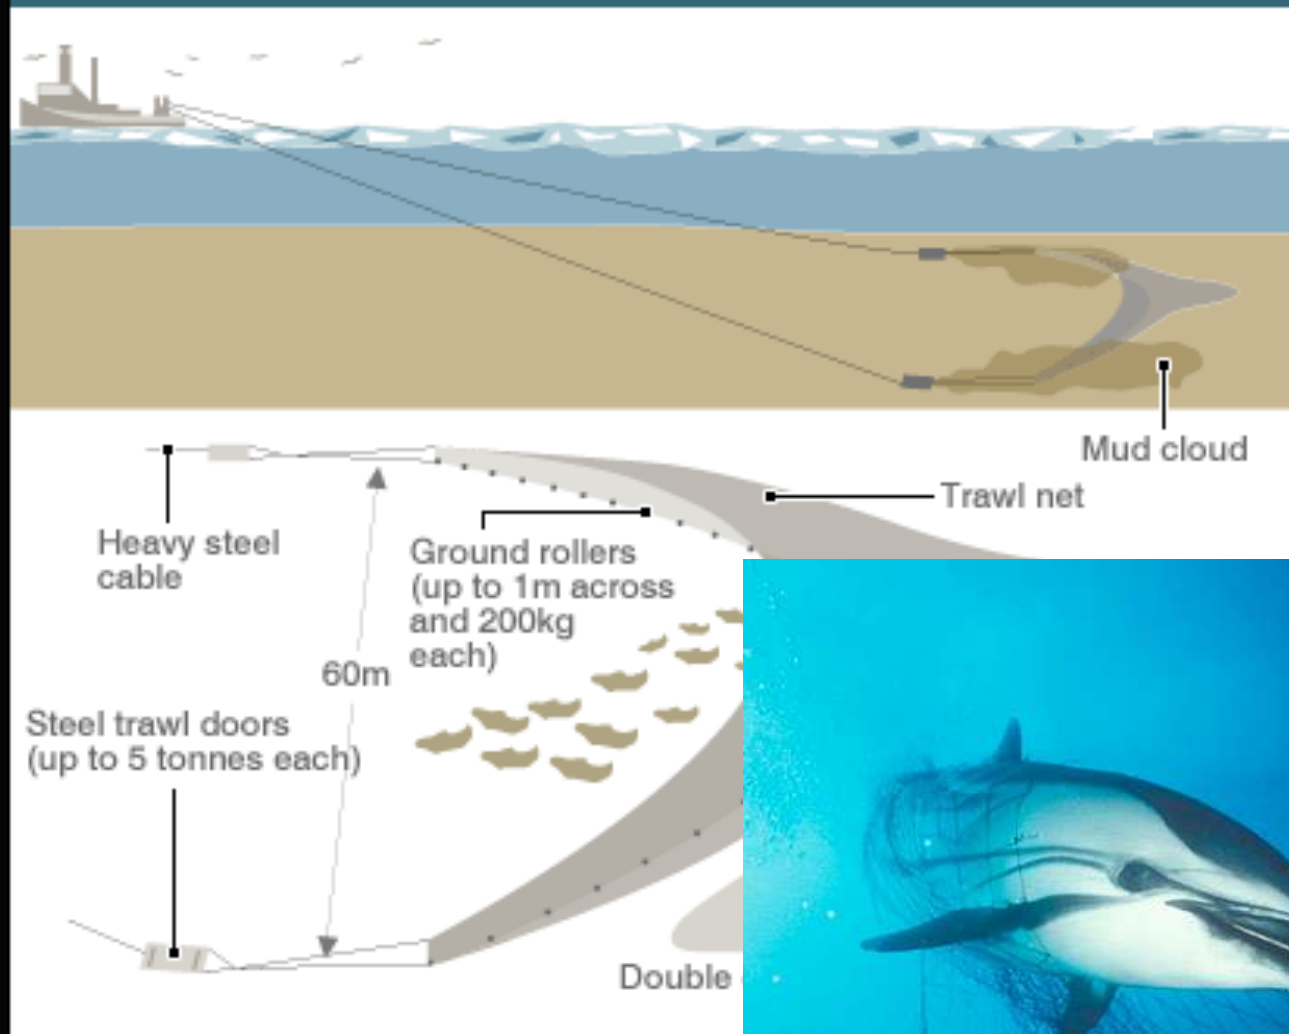 Mud cloud
Trawl net
Heavy steel
cable
Ground rollers
(up to 1m across
and 200kg
each)
60m
Steel trawl doors
(up to 5 tonnes each)
Double